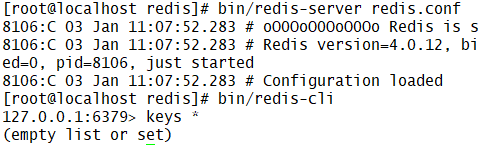 [root@localhost redis]# bin/redis-server redis.conf
8106:C 03 Jan 11:07:52.283 # oO0OoO0OoO0Oo Redis is s
8106:C 03 Jan 11:07:52.283 # Redis version=4.0.12, bi
ed=0, pid=8106, just started
8106:C 03 Jan 11:07:52.283 # Configuration loaded
[root@localhost redis]# bin/redis-cli
127.0.0.1:6379> keys *
(empty list or set)